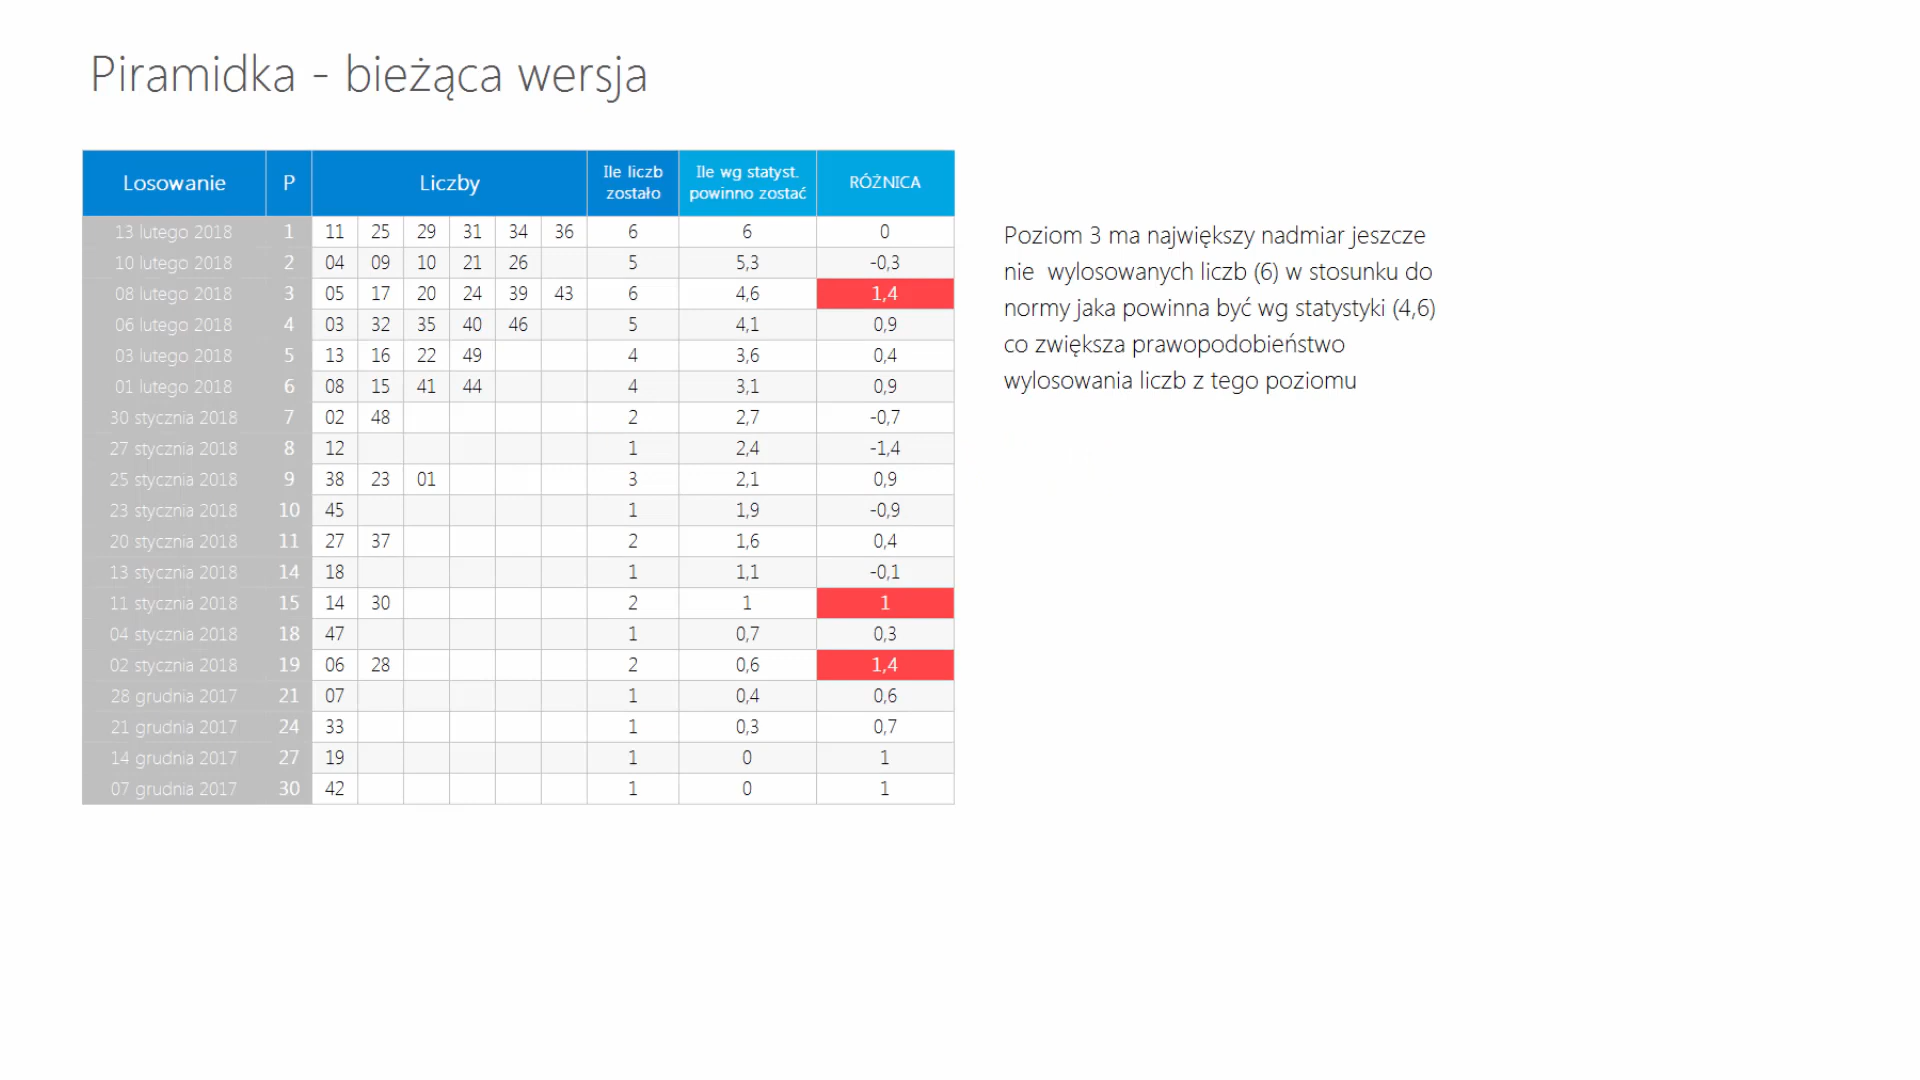 Piramidka - bieżąca wersja
Losowanie P Liczby Ile liczb zostało Ile wg statyst. powinno zostać RÓŻNICA
13 lutego 2018 1 11 25 29 31 34 36 6 6 0
10 lutego 2018 2 04 09 10 21 26 5 5,3 -0,3
08 lutego 2018 3 05 17 20 24 39 43 6 4,6 1,4
06 lutego 2018 4 03 32 35 40 46 5 4,1 0,9
03 lutego 2018 5 13 16 22 49 4 3,6 0,4
01 lutego 2018 6 08 15 41 44 4 3,1 0,9
30 stycznia 2018 7 02 48 2 2,7 -0,7
27 stycznia 2018 8 12 1 2,4 -1,4
25 stycznia 2018 9 38 23 01 3 2,1 0,9
23 stycznia 2018 10 45 1 1,9 -0,9
20 stycznia 2018 11 27 37 2 1,6 0,4
13 stycznia 2018 14 18 1 1,1 -0,1
11 stycznia 2018 15 14 30 2 1 1
04 stycznia 2018 18 47 1 0,7 0,3
02 stycznia 2018 19 06 28 2 0,6 1,4
28 grudnia 2017 21 07 1 0,4 0,6
21 grudnia 2017 24 33 1 0,3 0,7
14 grudnia 2017 27 19 1 0 1
07 grudnia 2017 30 42 1 0 1
Poziom 3 ma największy nadmiar jeszcze
nie wylosowanych liczb (6) w stosunku do
normy jaka powinna być wg statystyki (4,6)
co zwiększa prawopodobieństwo
wylosowania liczb z tego poziomu